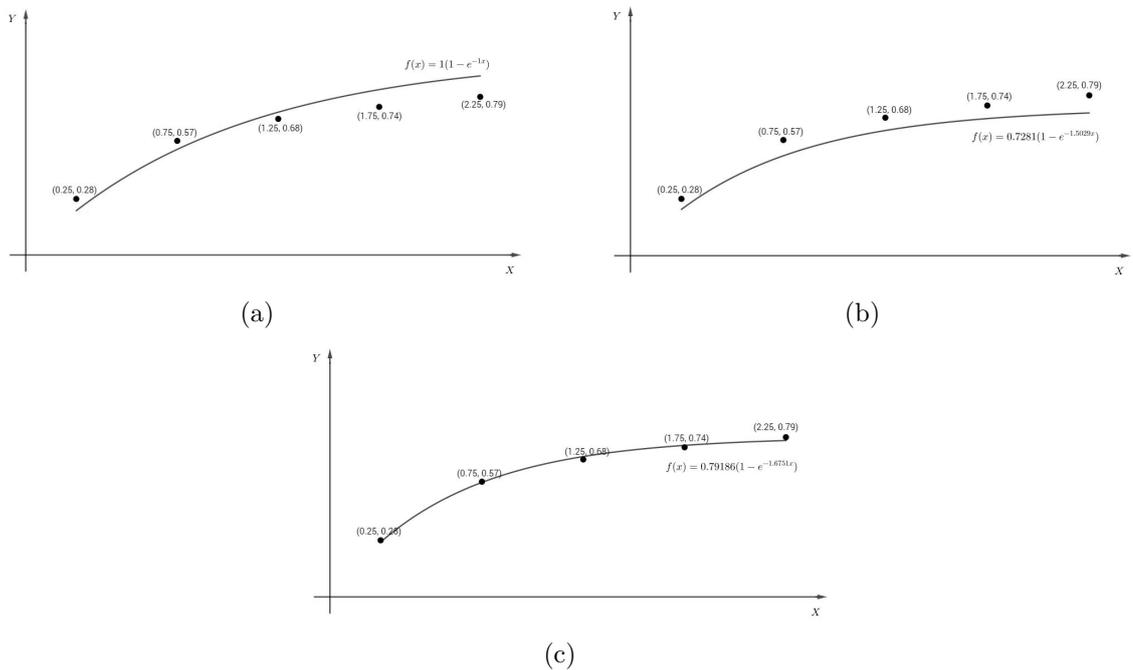 Y
f(x) = 1(1 − e^{−1x})
(0.25, 0.28)
(0.75, 0.57)
(1.25, 0.68)
(1.75, 0.74)
(2.25, 0.79)
X
(a)
Y
(0.25, 0.28)
(0.75, 0.57)
(1.25, 0.68)
(1.75, 0.74)
(2.25, 0.79)
f(x) = 0.7281(1 − e^{−1.5029x})
X
(b)
Y
(0.25, 0.28)
(0.75, 0.57)
(1.25, 0.68)
(1.75, 0.74)
(2.25, 0.79)
f(x) = 0.79186(1 − e^{−1.6751x})
X
(c)